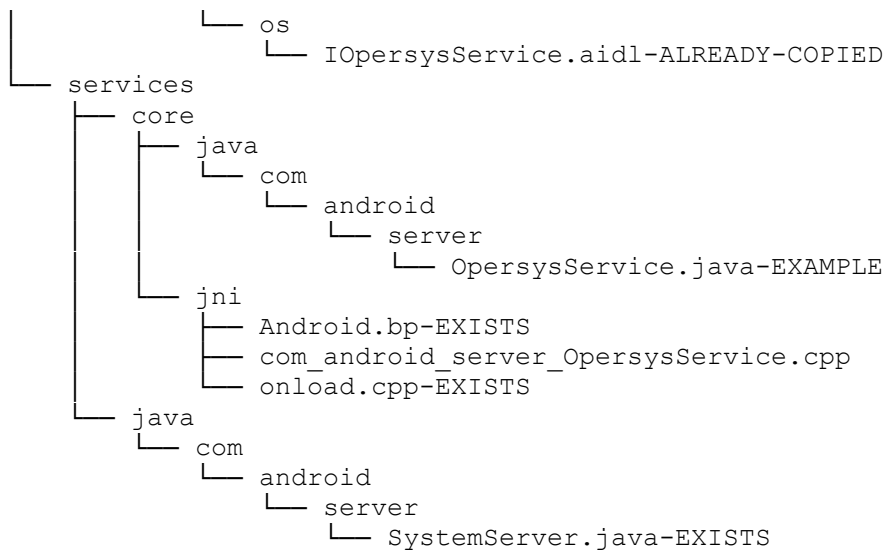 os
IOpersysService.aidl-ALREADY-COPIED
services
core
java
com
android
server
OpersysService.java-EXAMPLE
jni
Android.bp-EXISTS
com_android_server_OpersysService.cpp
onload.cpp-EXISTS
java
com
android
server
SystemServer.java-EXISTS